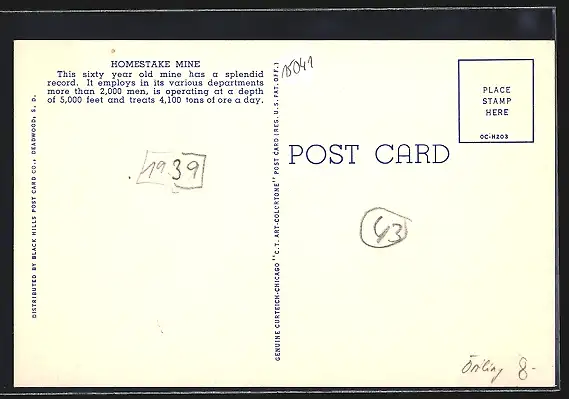 HOMESTAKE MINE
This sixty year old mine has a splendid
record. It employs in its various departments
more than 2,000 men, is operating at a depth
of 5,000 feet and treats 4,100 tons of ore a day.
DISTRIBUTED BY BLACK HILLS POST CARD CO., DEADWOOD, S. D.
1939
GENUINE CURTEICH-CHICAGO "C.T. ART-COLORTONE" POST CARD (REG. U.S. PAT. OFF.)
POST CARD
PLACE
STAMP
HERE
OC-H203
43
8-